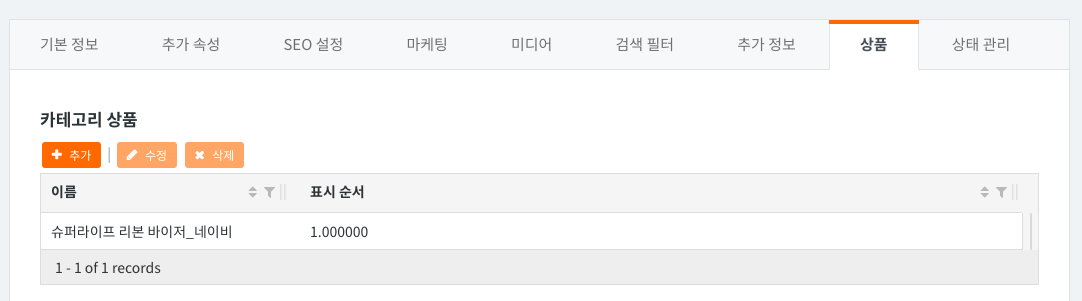 기본 정보 추가 속성 SEO 설정 마케팅 미디어 검색 필터 추가 정보 상품 상태 관리
카테고리 상품
추가 | 수정 삭제
이름 표시 순서
슈퍼라이프 리본 바이저_네이비 1.000000
1 - 1 of 1 records